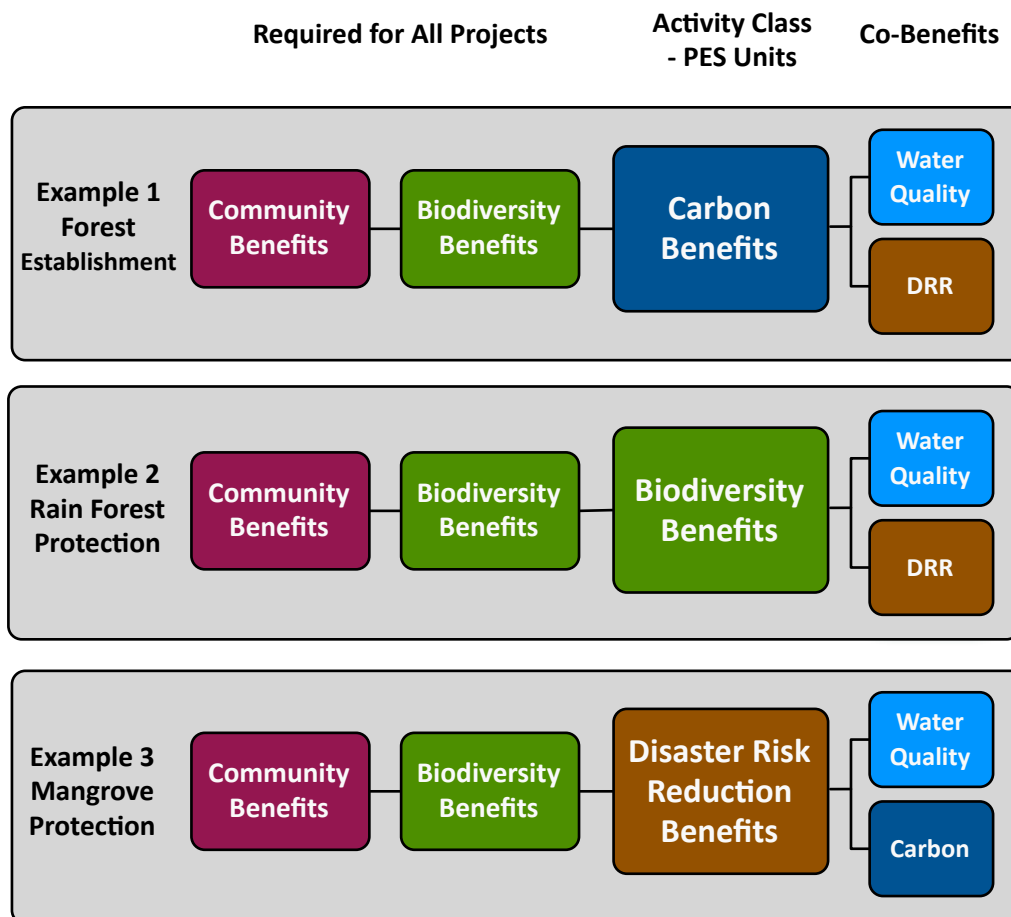 Required for All Projects
Activity Class
- PES Units
Co-Benefits
Example 1
Forest
Establishment
Community
Benefits
Biodiversity
Benefits
Carbon
Benefits
Water
Quality
DRR
Example 2
Rain Forest
Protection
Community
Benefits
Biodiversity
Benefits
Biodiversity
Benefits
Water
Quality
DRR
Example 3
Mangrove
Protection
Community
Benefits
Biodiversity
Benefits
Disaster Risk
Reduction
Benefits
Water
Quality
Carbon